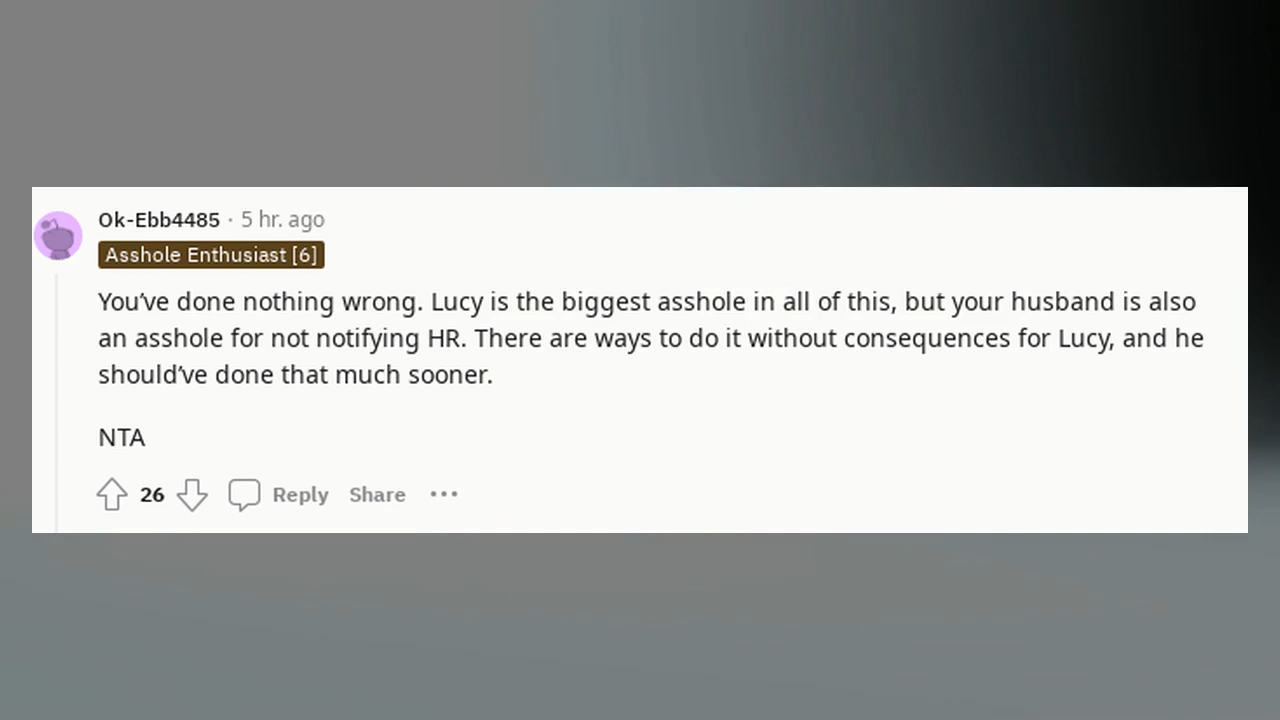 Ok-Ebb4485 · 5 hr. ago
Asshole Enthusiast [6]
You’ve done nothing wrong. Lucy is the biggest asshole in all of this, but your husband is also
an asshole for not notifying HR. There are ways to do it without consequences for Lucy, and he
should’ve done that much sooner.
NTA
26 Reply Share •••